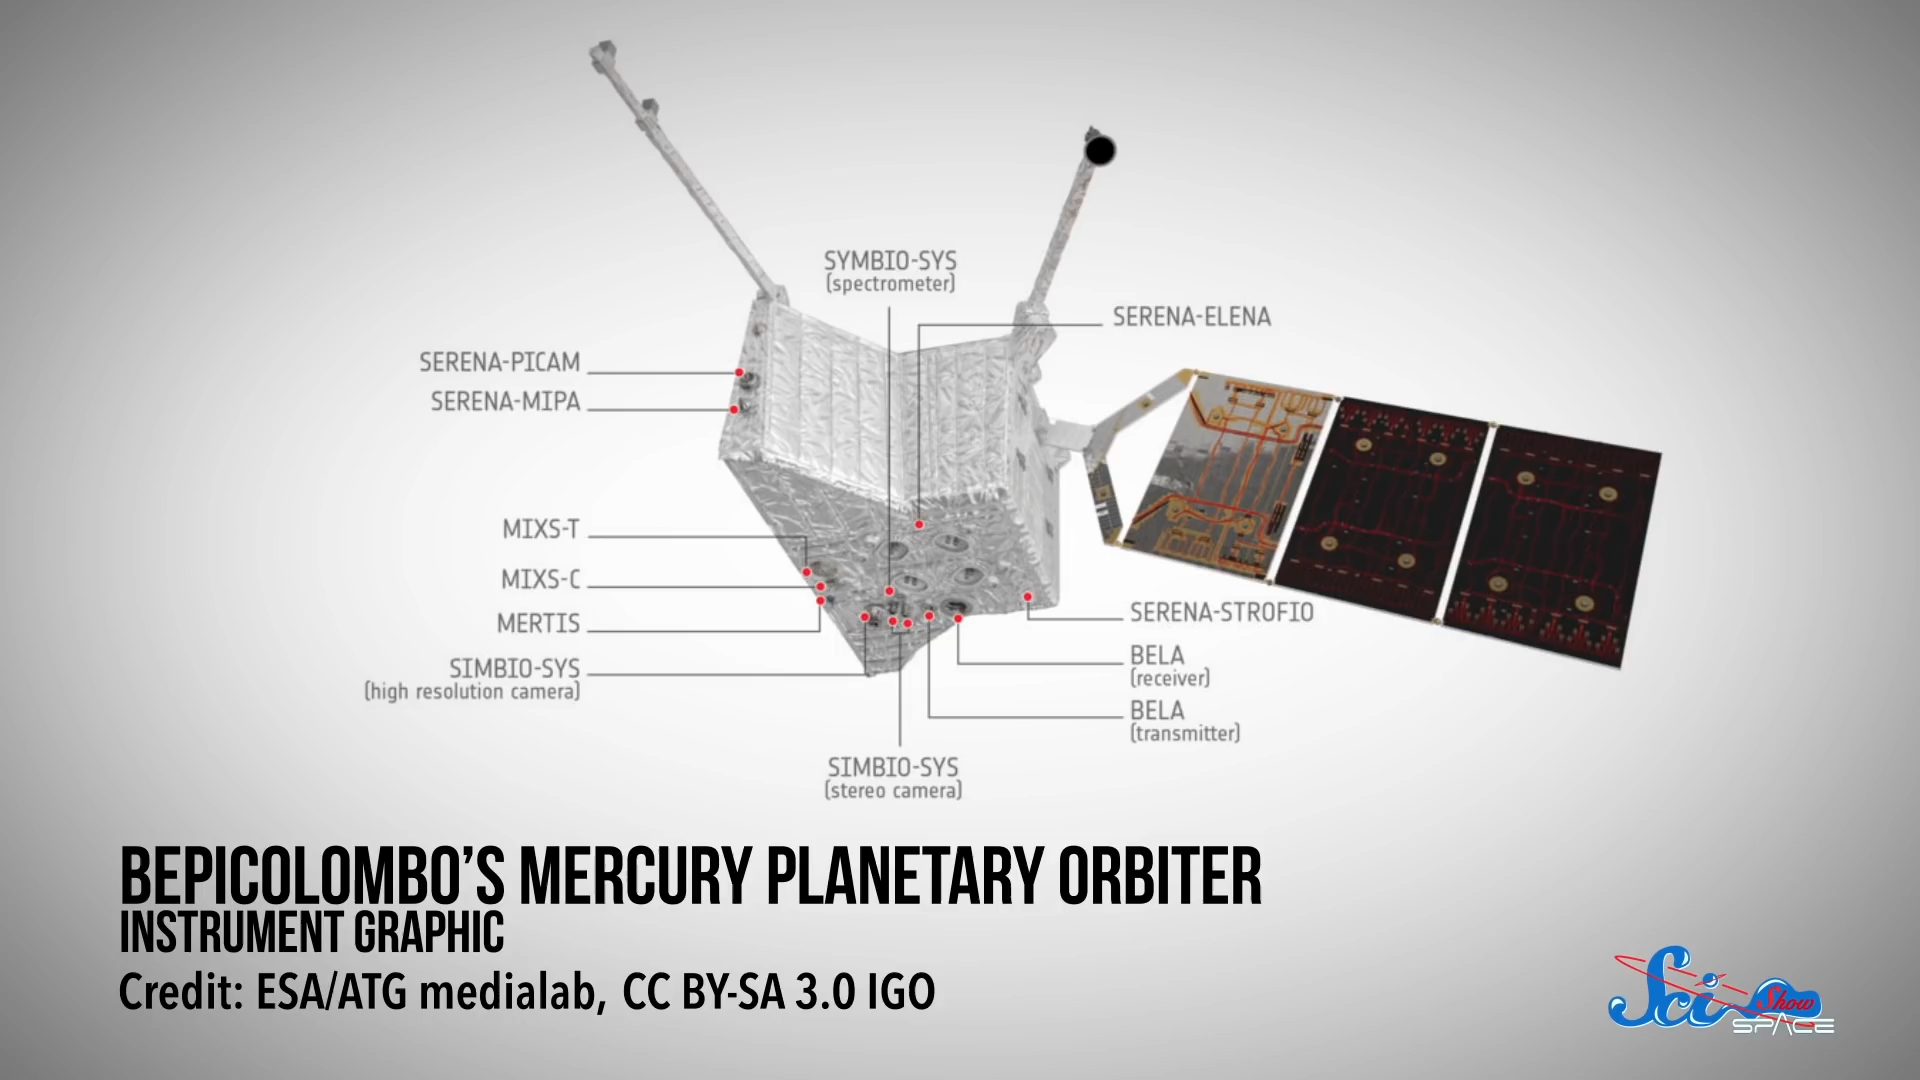 SYMBIO-SYS
(spectrometer)
SERENA-ELENA
SERENA-PICAM
SERENA-MIPA
MIXS-T
MIXS-C
MERTIS
SIMBIO-SYS
(high resolution camera)
SERENA-STROFIO
BELA
(receiver)
BELA
(transmitter)
SIMBIO-SYS
(stereo camera)
BEPICOLOMBO'S MERCURY PLANETARY ORBITER
INSTRUMENT GRAPHIC
Credit: ESA/ATG medialab, CC BY-SA 3.0 IGO
Sci Show
SPACE